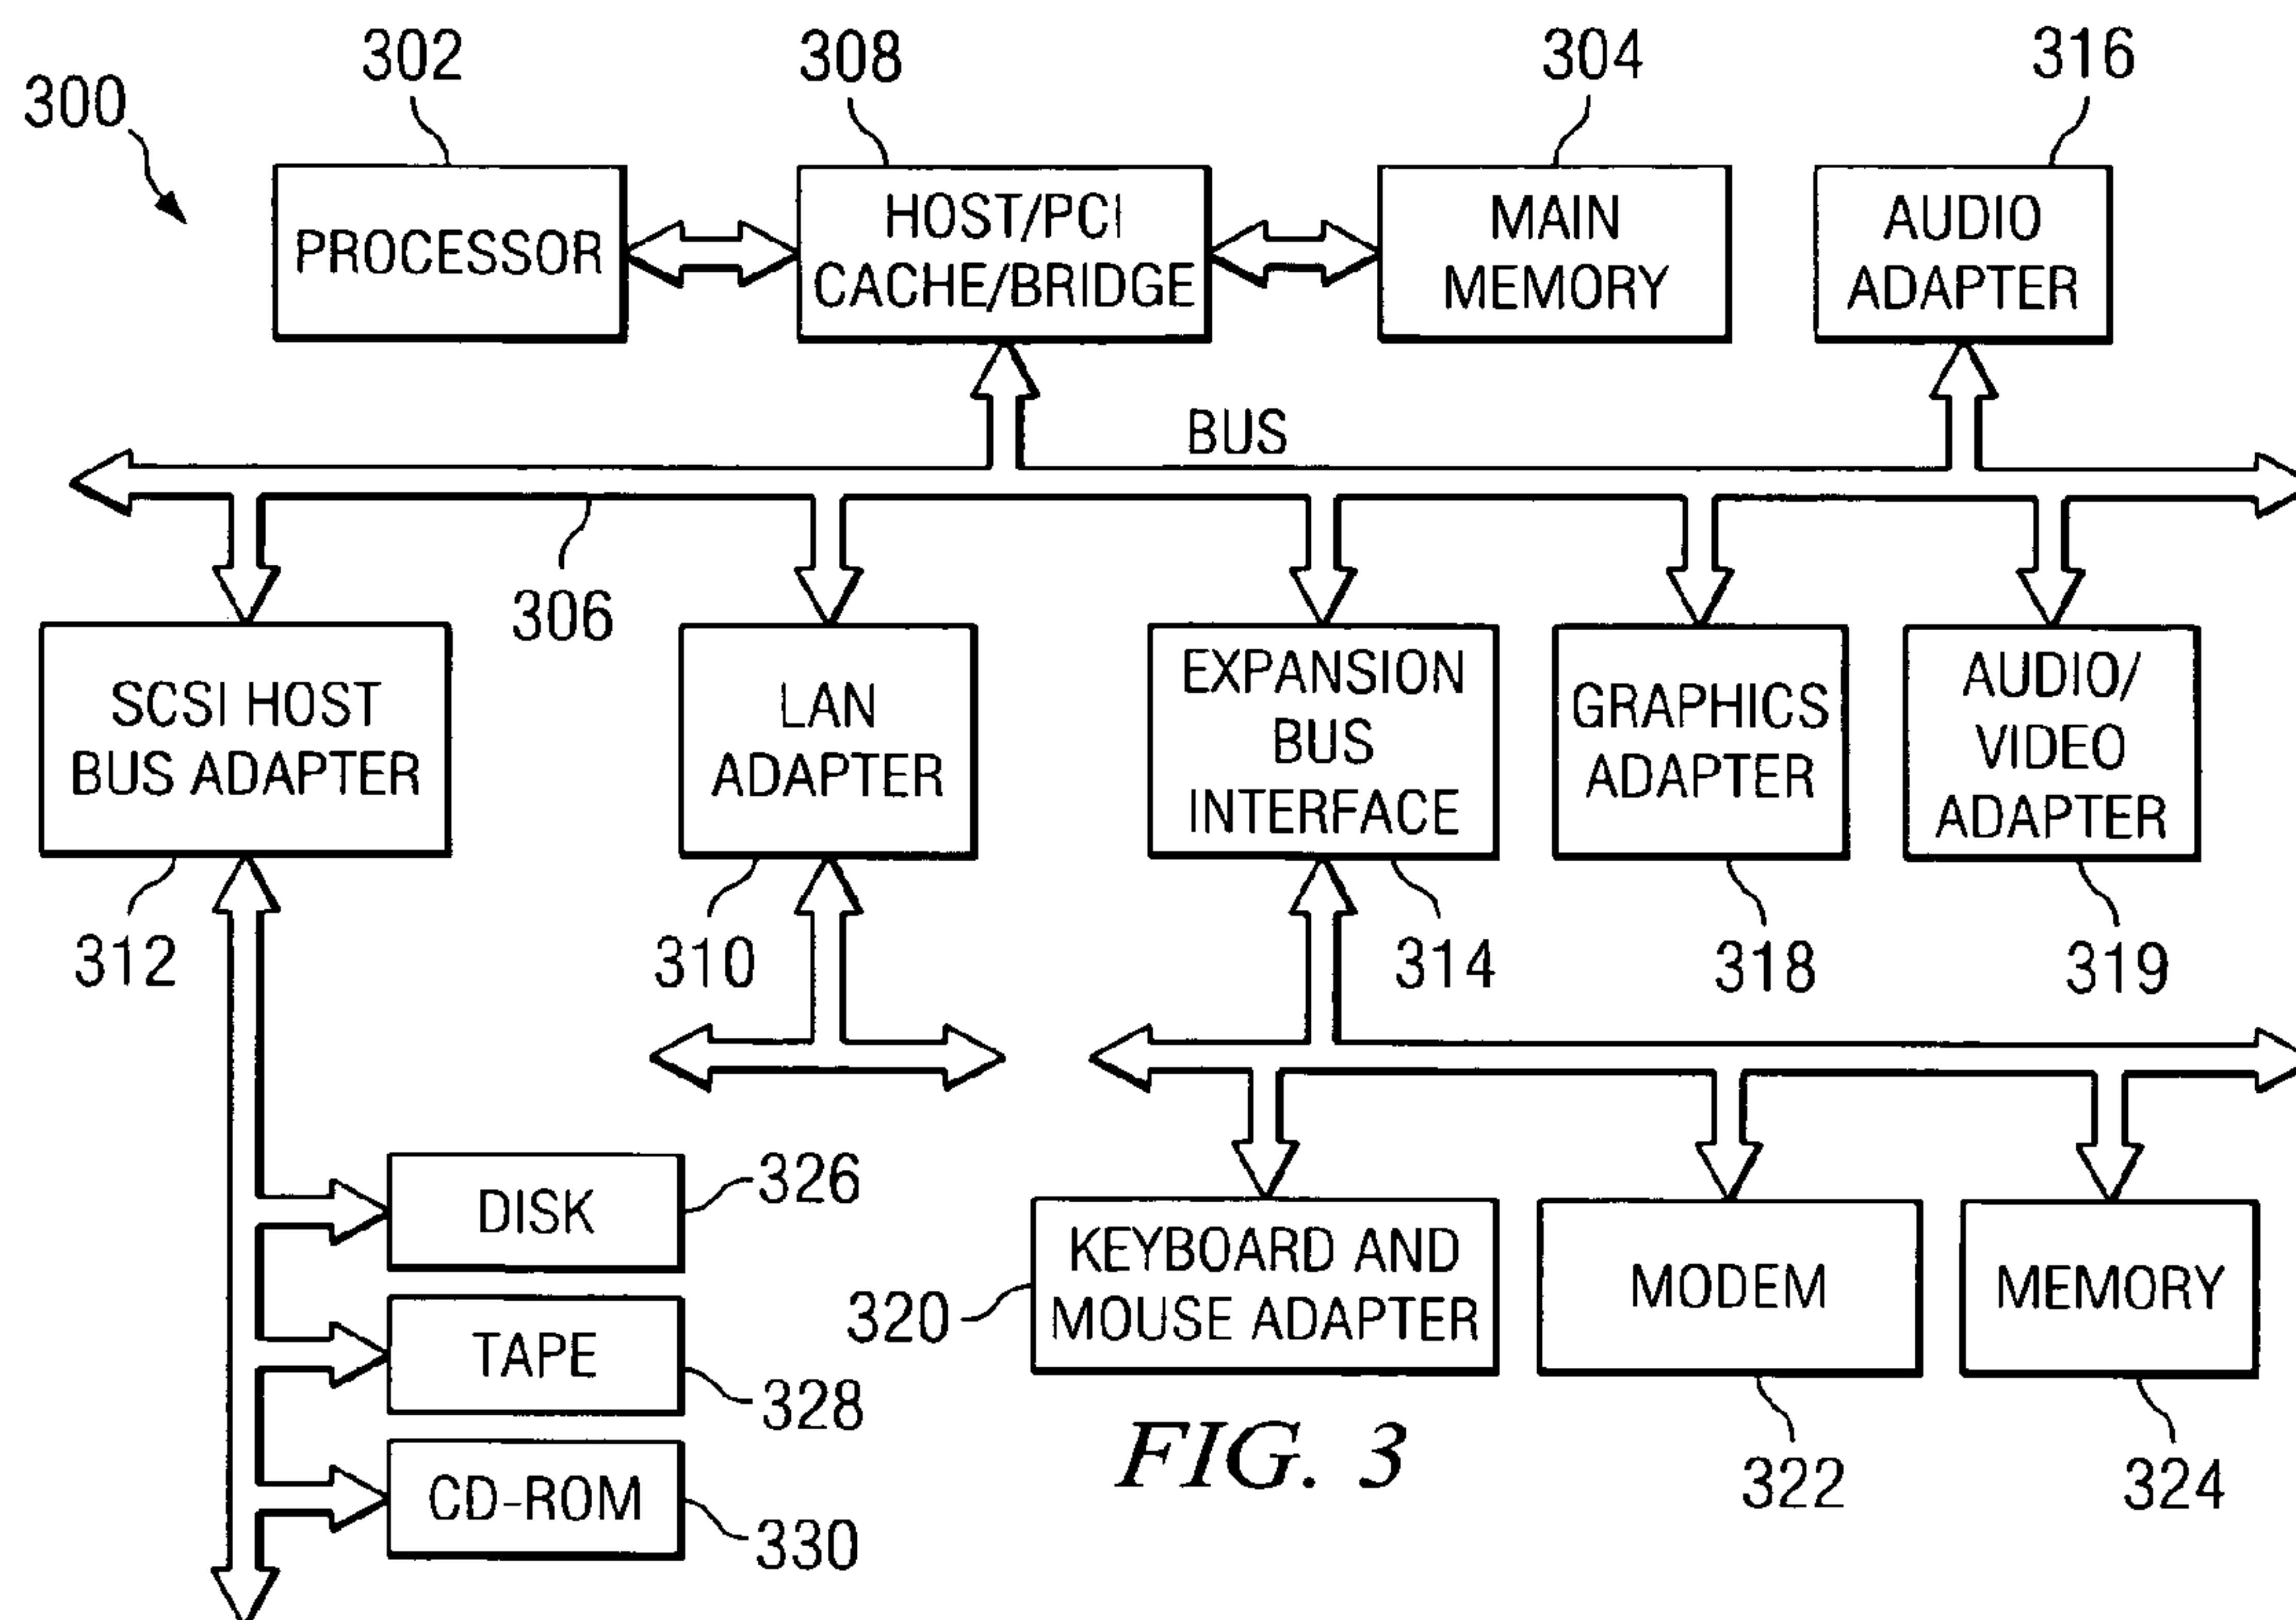 300
302
308
304
316
PROCESSOR
HOST/PCI
CACHE/BRIDGE
MAIN
MEMORY
AUDIO
ADAPTER
BUS
306
SCSI HOST
BUS ADAPTER
LAN
ADAPTER
EXPANSION
BUS
INTERFACE
GRAPHICS
ADAPTER
AUDIO/
VIDEO
ADAPTER
312
310
314
318
319
DISK
326
TAPE
328
CD-ROM
330
320
KEYBOARD AND
MOUSE ADAPTER
MODEM
MEMORY
322
324
FIG. 3